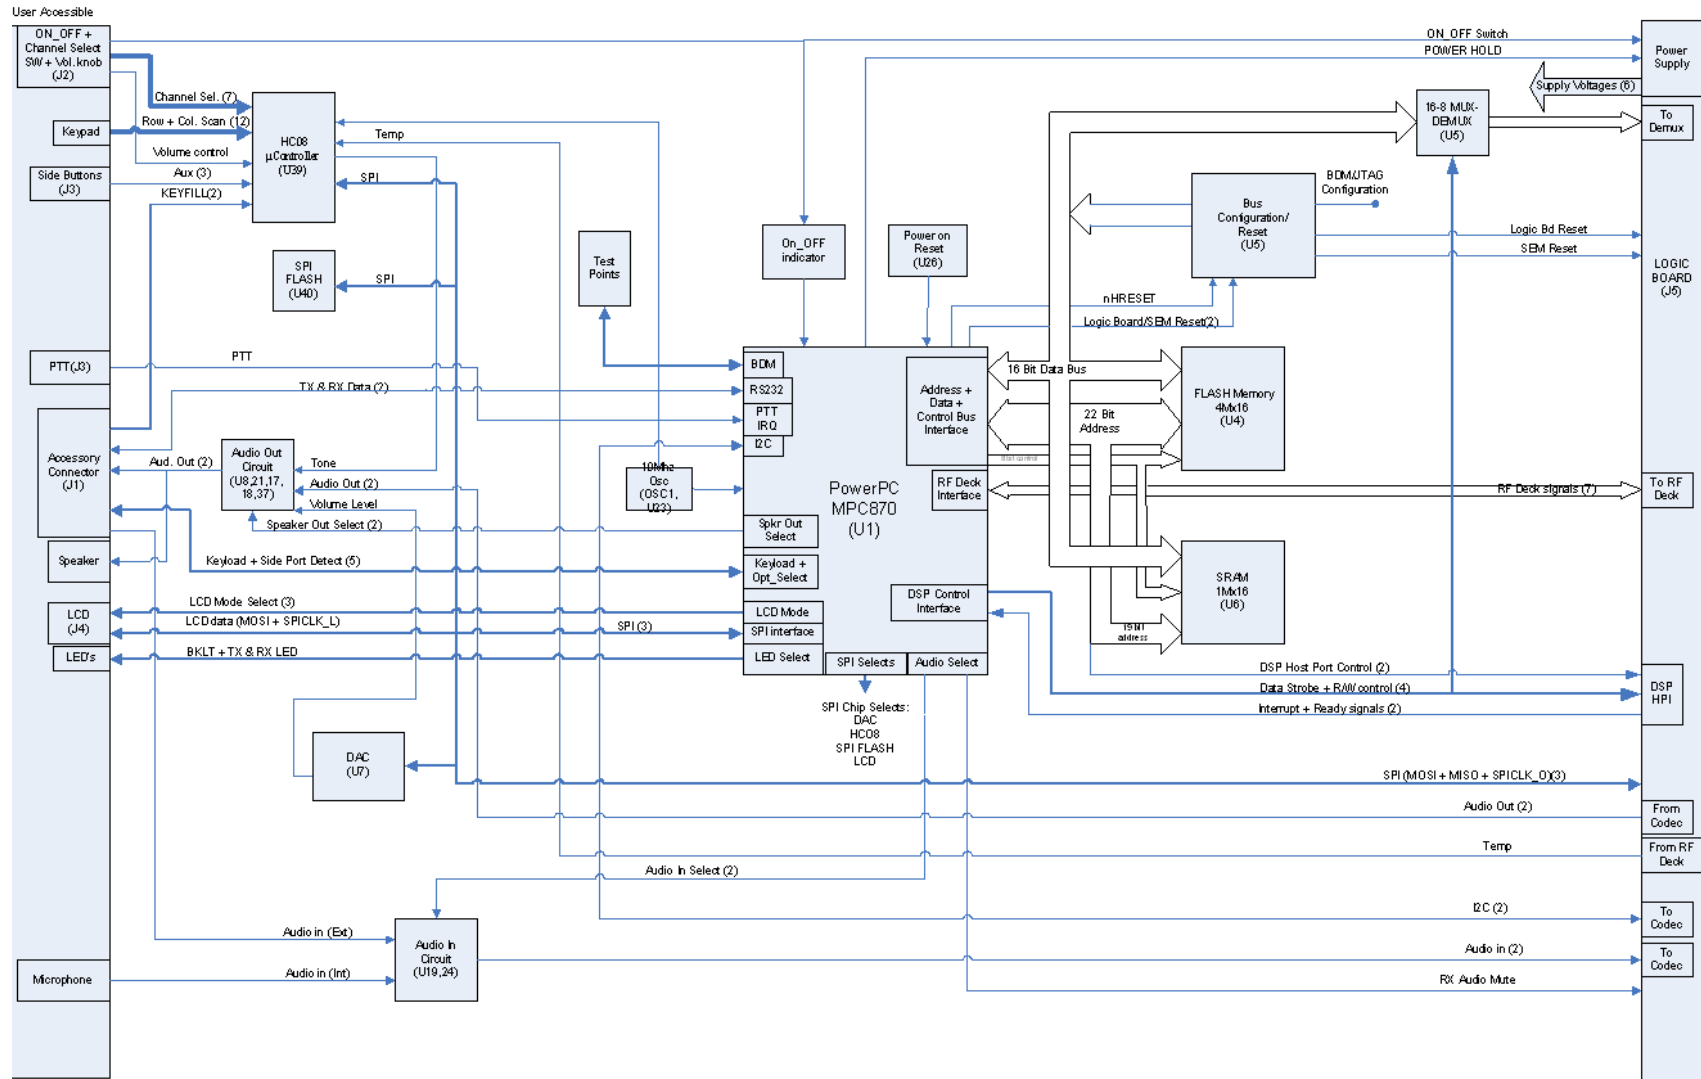 User Accessible
ON_OFF +
Channel Select
SW + Vol. knob
(J2)
Keypad
Side Buttons
(J3)
PTT(J3)
Accessory
Connector
(J1)
Speaker
LCD
(J4)
LED's
Microphone
Channel Sel. (7)
Row + Col. Scan (12)
Volume control
Aux (3)
KEYFILL(2)
HC08
µController
(U39)
Temp
SPI
SPI
FLASH
(U40)
SPI
PTT
TX & RX Data (2)
Aud. Out (2)
Audio Out
Circuit
(U8,21,17,
18,37)
Tone
Audio Out (2)
Volume Level
Speaker Out Select (2)
Keyload + Side Port Detect (5)
LCD Mode Select (3)
LCD data (MOSI + SPICLK_L)
SPI (3)
BKLT + TX & RX LED
DAC
(U7)
Audio In Select (2)
Audio in (Ext)
Audio in (Int)
Audio In
Circuit
(U19,24)
Test
Points
On_OFF
indicator
Power on
Reset
(U26)
10Mhz
Osc
(OSC1,
U23)
BDM
RS232
PTT
IRQ
I2C
Spkr Out
Select
Keyload +
Opt_Select
LCD Mode
SPI interface
LED Select
SPI Selects
Audio Select
PowerPC
MPC870
(U1)
Address +
Data +
Control Bus
Interface
RF Deck
Interface
DSP Control
Interface
SPI Chip Selects:
DAC
HC08
SPI FLASH
LCD
nHRESET
Logic Board/SEM Reset(2)
16 Bit Data Bus
22 Bit
Address
19 bit
address
FLASH Memory
4Mx16
(U4)
SRAM
1Mx16
(U6)
Bus
Configuration/
Reset
(U5)
BDM/JTAG
Configuration
16-8 MUX-
DEMUX
(U5)
ON_OFF Switch
POWER HOLD
Supply Voltages (6)
Logic Bd Reset
SEM Reset
RF Deck signals (7)
DSP Host Port Control (2)
Data Strobe + R/W control (4)
Interrupt + Ready signals (2)
SPI (MOSI + MISO + SPICLK_O)(3)
Audio Out (2)
Temp
I2C (2)
Audio in (2)
RX Audio Mute
Power
Supply
To
Demux
LOGIC
BOARD
(J5)
To RF
Deck
DSP
HPI
From
Codec
From RF
Deck
To
Codec
To
Codec